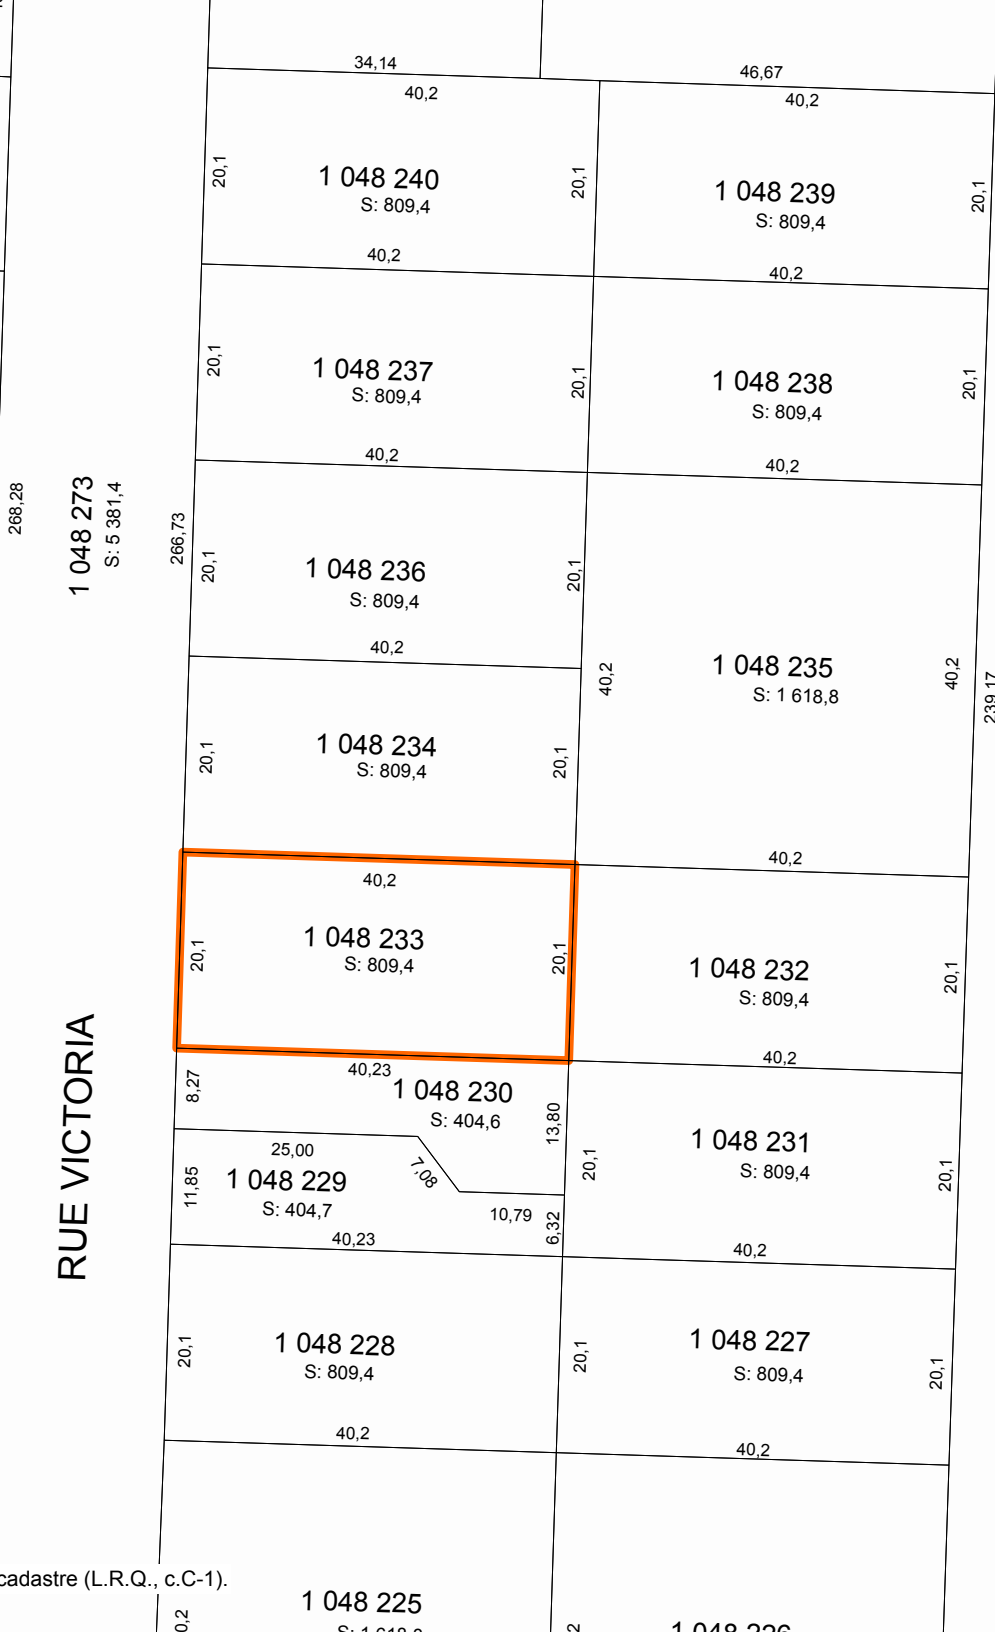 34,14
46,67
40,2
40,2
20,1
1 048 240
S: 809,4
20,1
1 048 239
S: 809,4
20,1
40,2
40,2
20,1
1 048 237
S: 809,4
20,1
1 048 238
S: 809,4
20,1
40,2
40,2
268,28
1 048 273
S: 5 381,4
266,73
20,1
1 048 236
S: 809,4
20,1
40,2
40,2
1 048 235
S: 1 618,8
40,2
239,17
20,1
1 048 234
S: 809,4
20,1
40,2
40,2
20,1
1 048 233
S: 809,4
20,1
1 048 232
S: 809,4
20,1
40,2
RUE VICTORIA
40,23
8,27
1 048 230
S: 404,6
13,80
25,00
7,08
11,85
1 048 229
S: 404,7
10,79
6,32
40,23
20,1
1 048 231
S: 809,4
20,1
40,2
20,1
1 048 228
S: 809,4
20,1
1 048 227
S: 809,4
20,1
40,2
40,2
cadastre (L.R.Q., c.C-1).
1 048 225